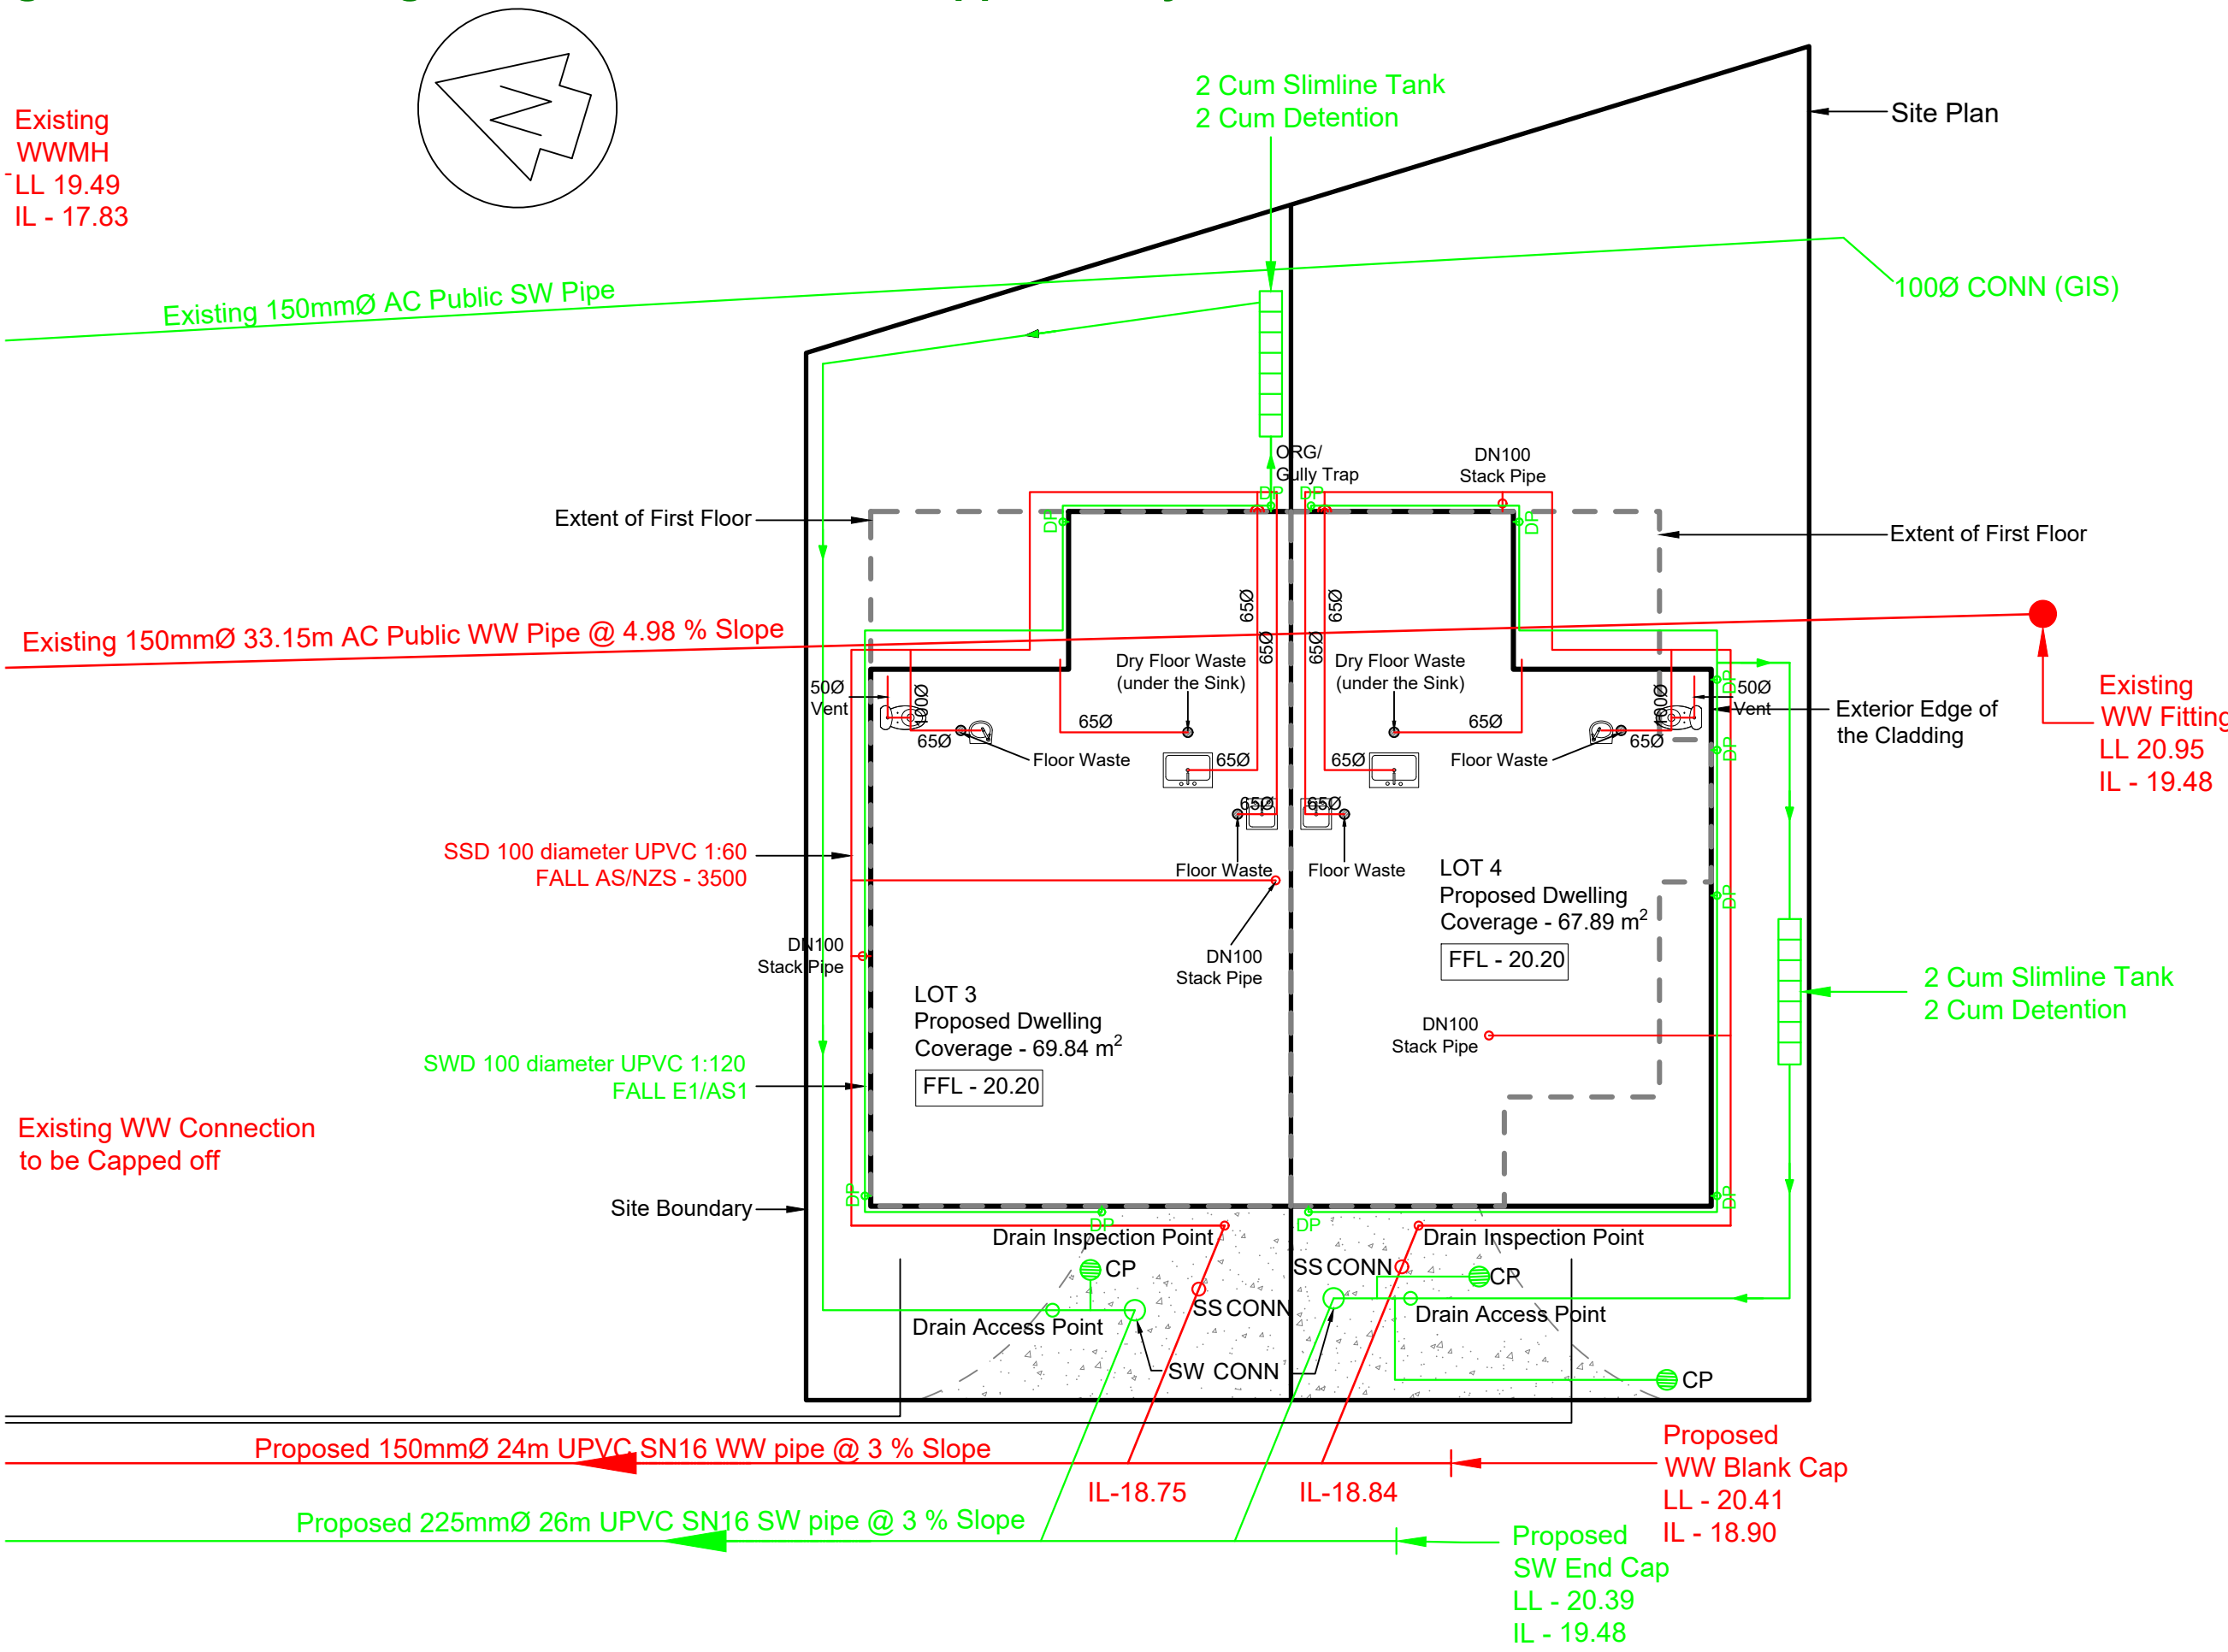 Existing
WWMH
LL 19.49
IL - 17.83
N
2 Cum Slimline Tank
2 Cum Detention
Site Plan
Existing 150mmØ AC Public SW Pipe
100Ø CONN (GIS)
ORG/
Gully Trap
DN100
Stack Pipe
DP
DP
DP
DP
Extent of First Floor
Extent of First Floor
65Ø
65Ø
65Ø
65Ø
Existing 150mmØ 33.15m AC Public WW Pipe @ 4.98 % Slope
Dry Floor Waste
(under the Sink)
Dry Floor Waste
(under the Sink)
50Ø
Vent
100Ø
65Ø
65Ø
65Ø
65Ø
100Ø
DP
50Ø
Vent
Exterior Edge of
the Cladding
Existing
WW Fitting
LL 20.95
IL - 19.48
Floor Waste
65Ø
65Ø
Floor Waste
DP
65Ø
65Ø
SSD 100 diameter UPVC 1:60
FALL AS/NZS - 3500
Floor Waste
Floor Waste
LOT 4
Proposed Dwelling
Coverage - 67.89 m²
FFL - 20.20
DP
DN100
Stack Pipe
DN100
Stack Pipe
2 Cum Slimline Tank
2 Cum Detention
LOT 3
Proposed Dwelling
Coverage - 69.84 m²
FFL - 20.20
DN100
Stack Pipe
SWD 100 diameter UPVC 1:120
FALL E1/AS1
Existing WW Connection
to be Capped off
Site Boundary
DP
DP
DP
DP
Drain Inspection Point
Drain Inspection Point
CP
SS CONN
CP
SS CONN
Drain Access Point
Drain Access Point
SW CONN
CP
Proposed 150mmØ 24m UPVC SN16 WW pipe @ 3 % Slope
Proposed
WW Blank Cap
LL - 20.41
IL - 18.90
IL-18.75
IL-18.84
Proposed 225mmØ 26m UPVC SN16 SW pipe @ 3 % Slope
Proposed
SW End Cap
LL - 20.39
IL - 19.48